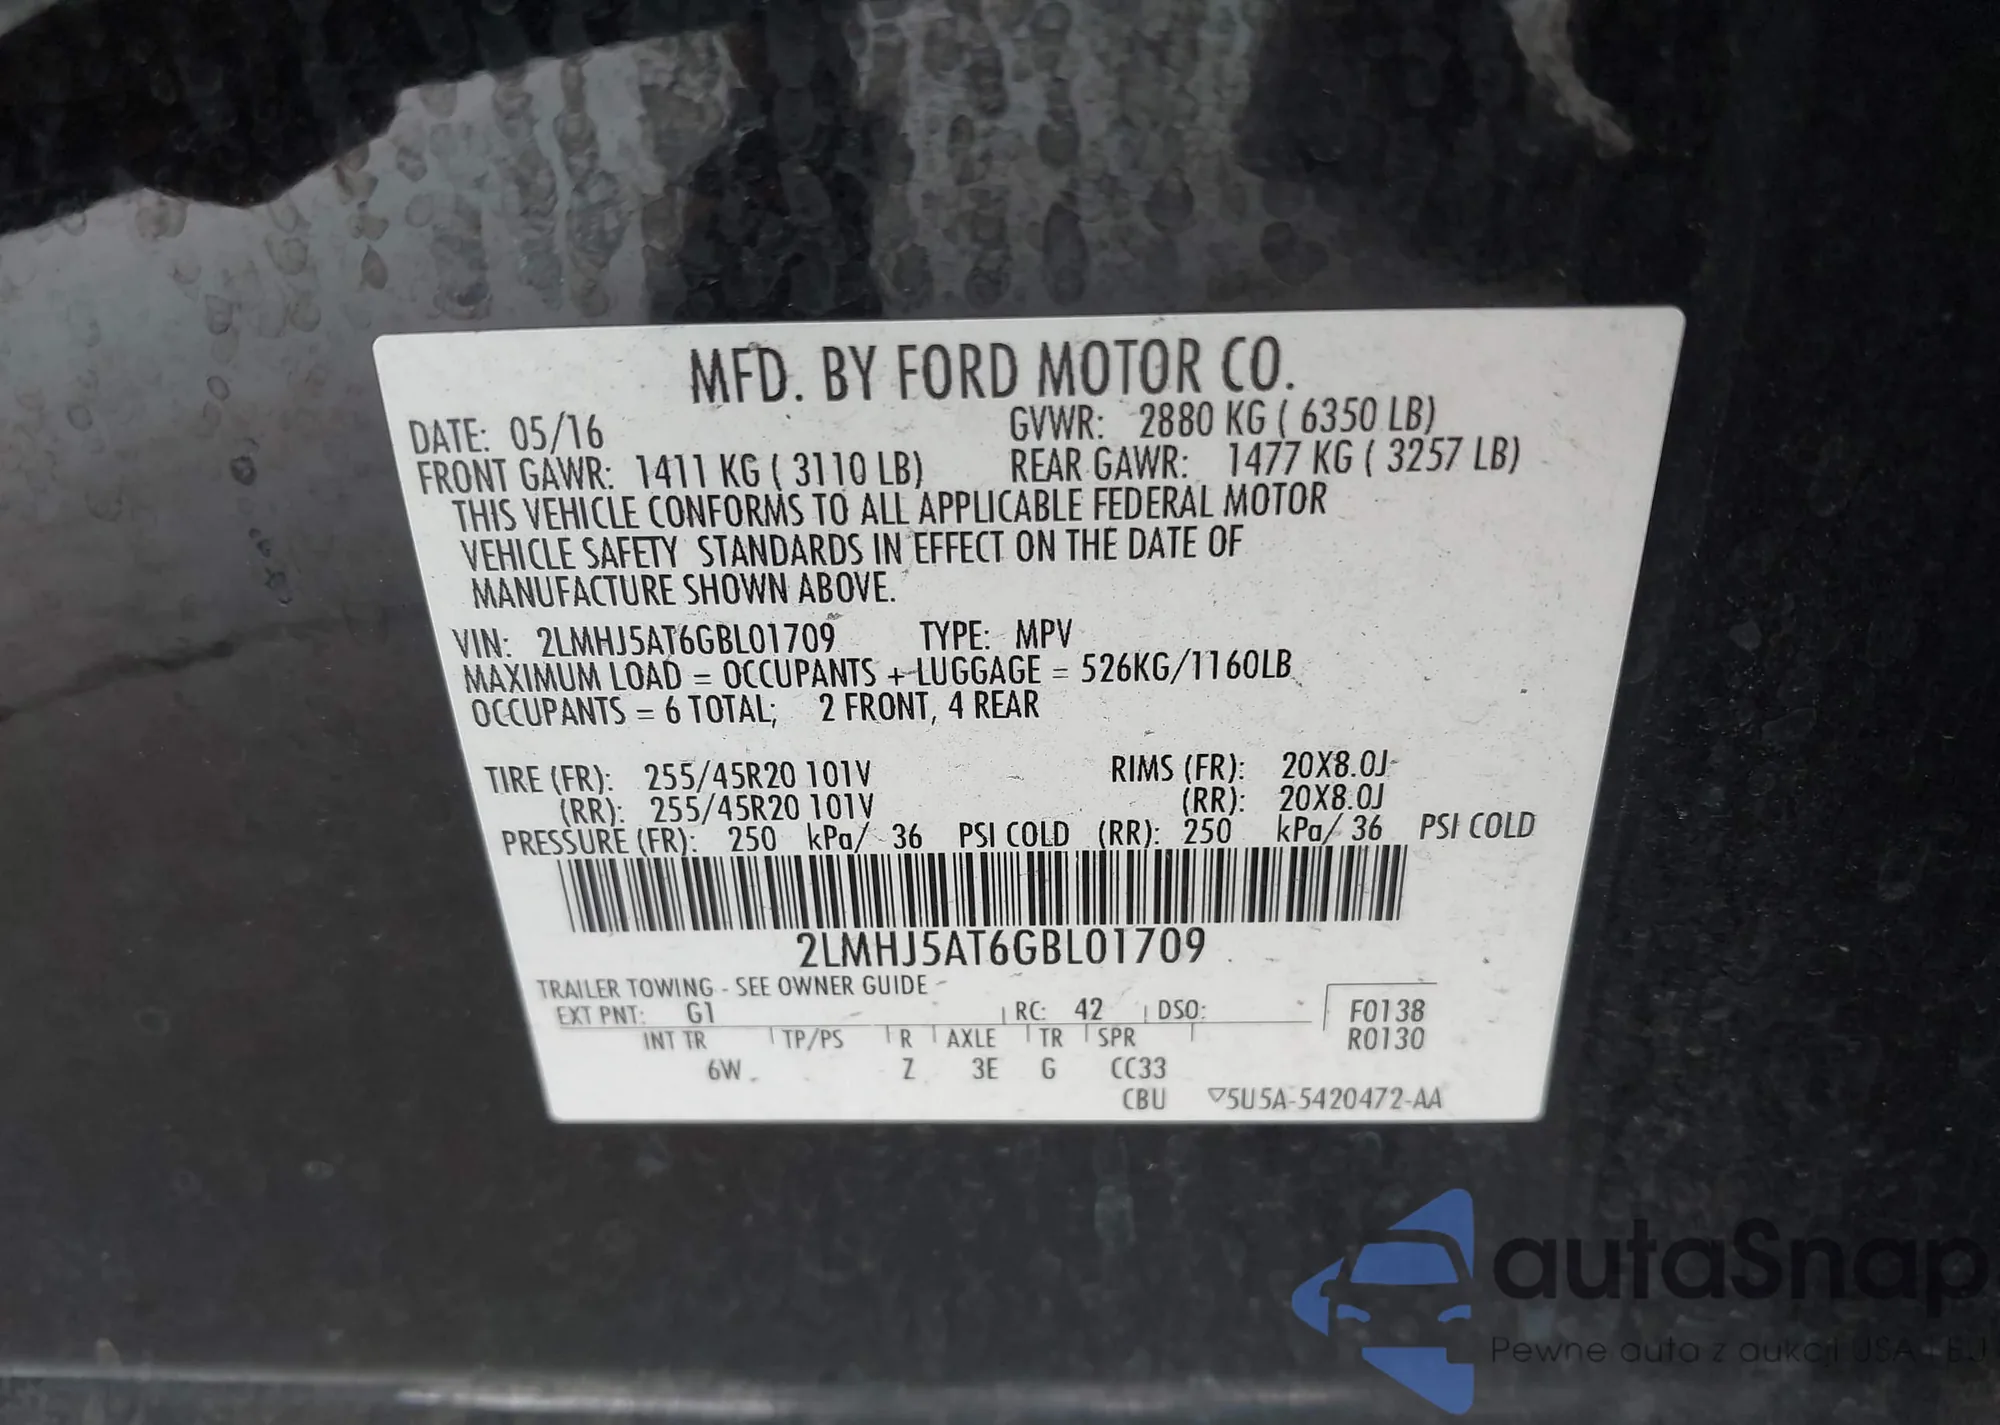 MFD. BY FORD MOTOR CO.
DATE: 05/16 GVWR: 2880 KG ( 6350 LB)
FRONT GAWR: 1411 KG ( 3110 LB) REAR GAWR: 1477 KG ( 3257 LB)
THIS VEHICLE CONFORMS TO ALL APPLICABLE FEDERAL MOTOR
VEHICLE SAFETY STANDARDS IN EFFECT ON THE DATE OF
MANUFACTURE SHOWN ABOVE.
VIN: 2LMHJ5AT6GBL01709 TYPE: MPV
MAXIMUM LOAD = OCCUPANTS + LUGGAGE = 526KG/1160LB
OCCUPANTS = 6 TOTAL; 2 FRONT, 4 REAR
TIRE (FR): 255/45R20 101V RIMS (FR): 20X8.0J
(RR): 255/45R20 101V (RR): 20X8.0J
PRESSURE (FR): 250 kPa/ 36 PSI COLD (RR): 250 kPa/ 36 PSI COLD
2LMHJ5AT6GBL01709
TRAILER TOWING - SEE OWNER GUIDE
EXT PNT: G1 RC: 42 DSO: F0138
INT TR TP/PS R AXLE TR SPR R0130
6W Z 3E G CC33
CBU ▽5U5A-5420472-AA
autaSnap
Pewne auta z aukcji USA i EU